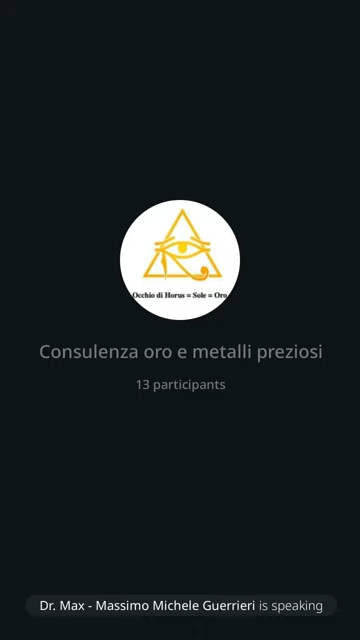 Occhio di Horus = Sole = Oro
Consulenza oro e metalli preziosi
13 participants
Dr. Max - Massimo Michele Guerrieri is speaking